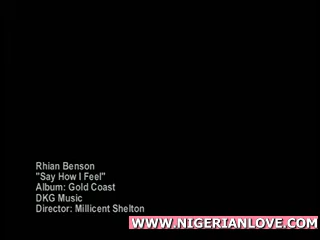 Rhian Benson
"Say How I Feel"
Album: Gold Coast
DKG Music
Director: Millicent Shelton
WWW.NIGERIANLOVE.COM